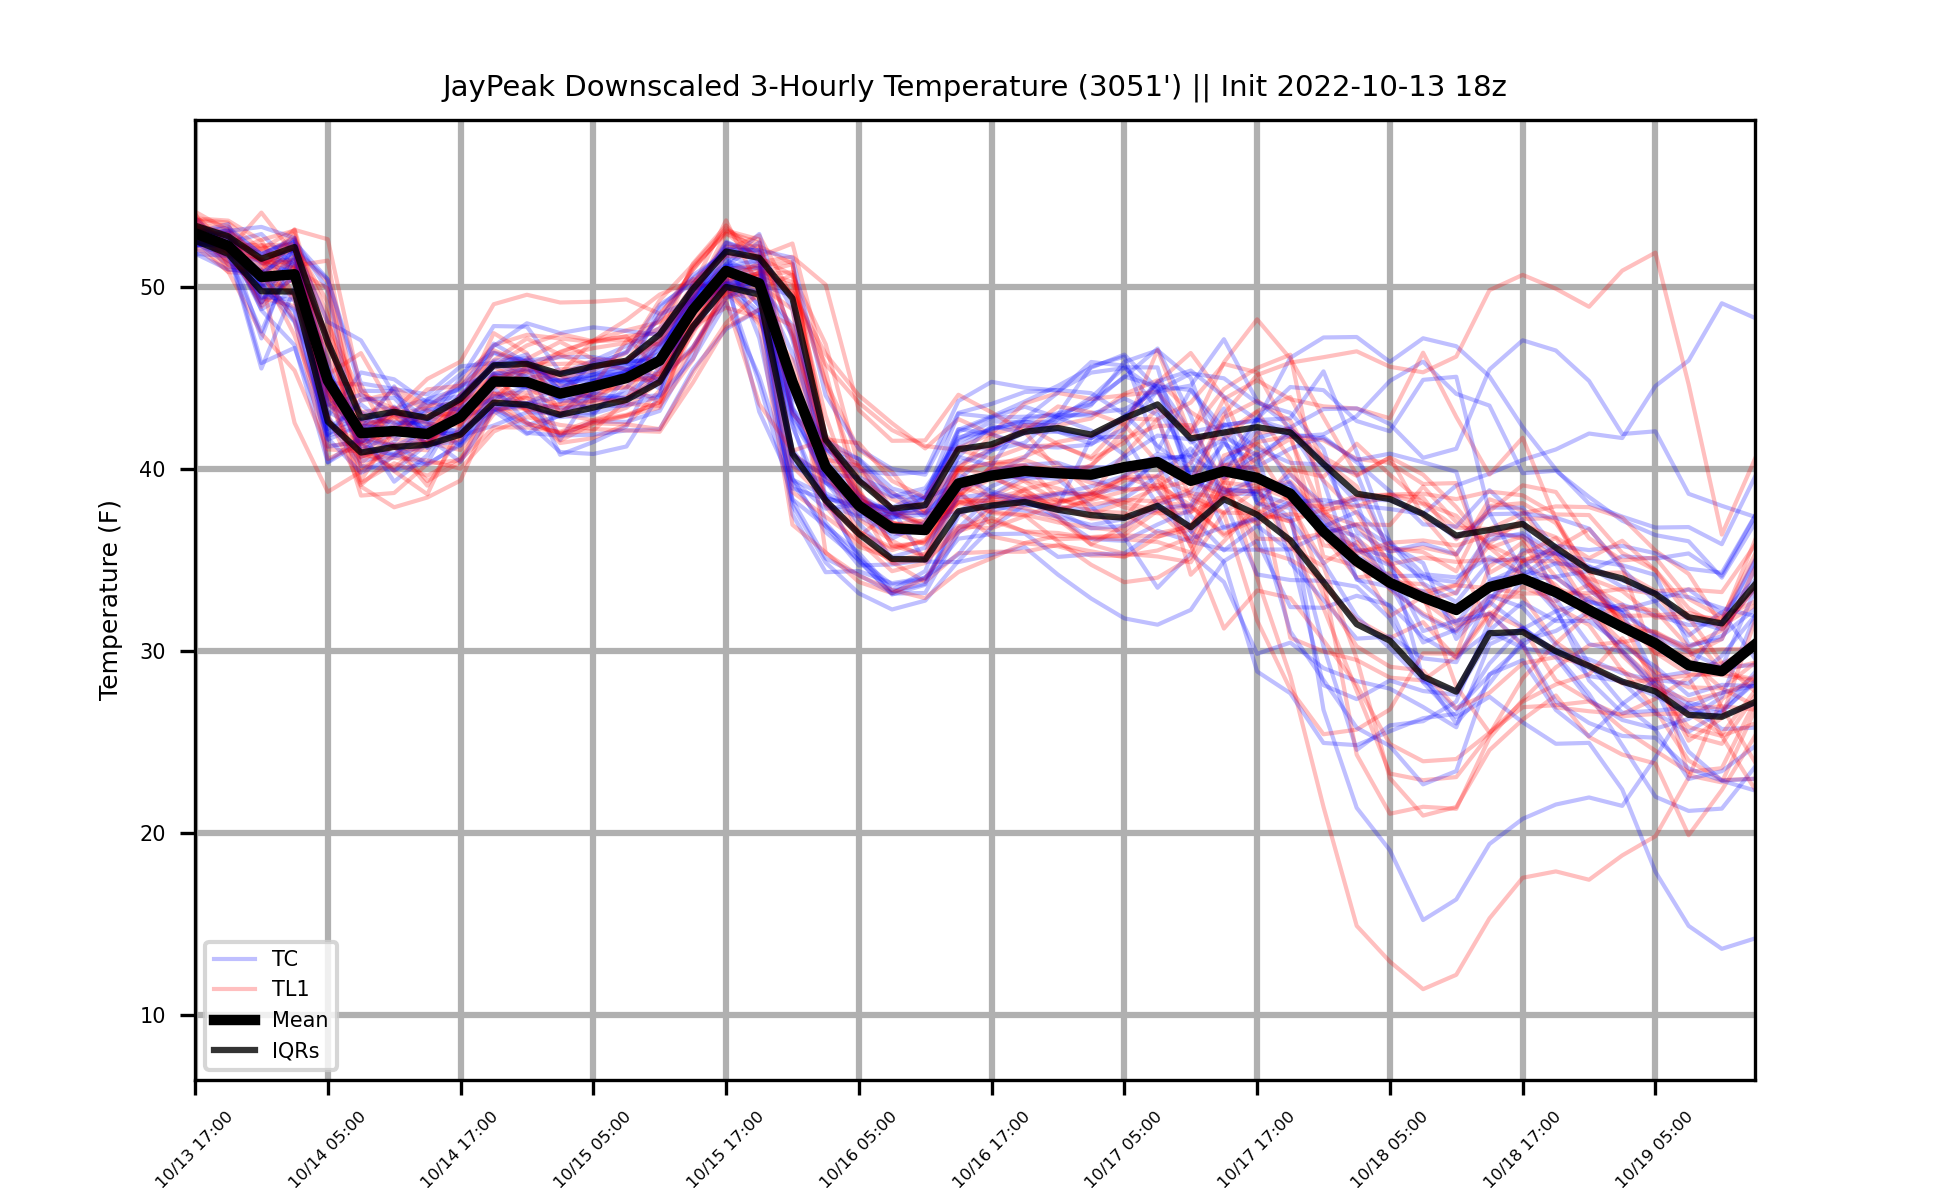 JayPeak Downscaled 3-Hourly Temperature (3051') || Init 2022-10-13 18z
Temperature (F)
50
40
30
20
10
TC
TL1
Mean
IQRs
10/13 17:00
10/14 05:00
10/14 17:00
10/15 05:00
10/15 17:00
10/16 05:00
10/16 17:00
10/17 05:00
10/17 17:00
10/18 05:00
10/18 17:00
10/19 05:00